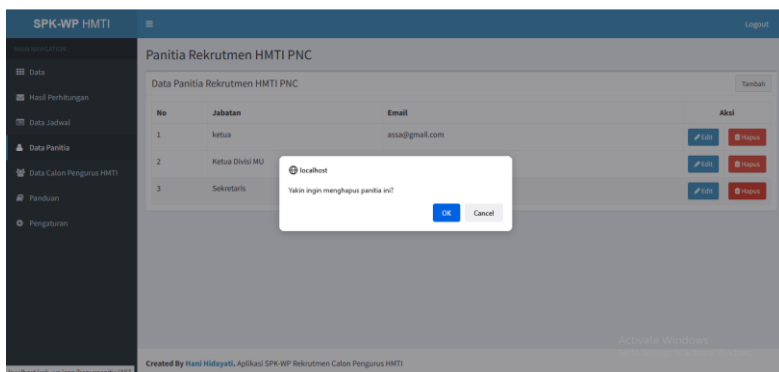 SPK-WP HMTI
Logout
MAIN NAVIGATION
Data
Hasil Perhitungan
Data Jadwal
Data Panitia
Data Calon Pengurus HMTI
Panduan
Pengaturan
Panitia Rekrutmen HMTI PNC
Data Panitia Rekrutmen HMTI PNC
Tambah
No Jabatan Email Aksi
1 ketua assa@gmail.com Edit Hapus
2 Ketua Divisi MU Edit Hapus
3 Sekretaris Edit Hapus
localhost
Yakin ingin menghapus panitia ini?
OK Cancel
Activate Windows
Created By Hani Hidayati. Aplikasi SPK-WP Rekrutmen Calon Pengurus HMTI